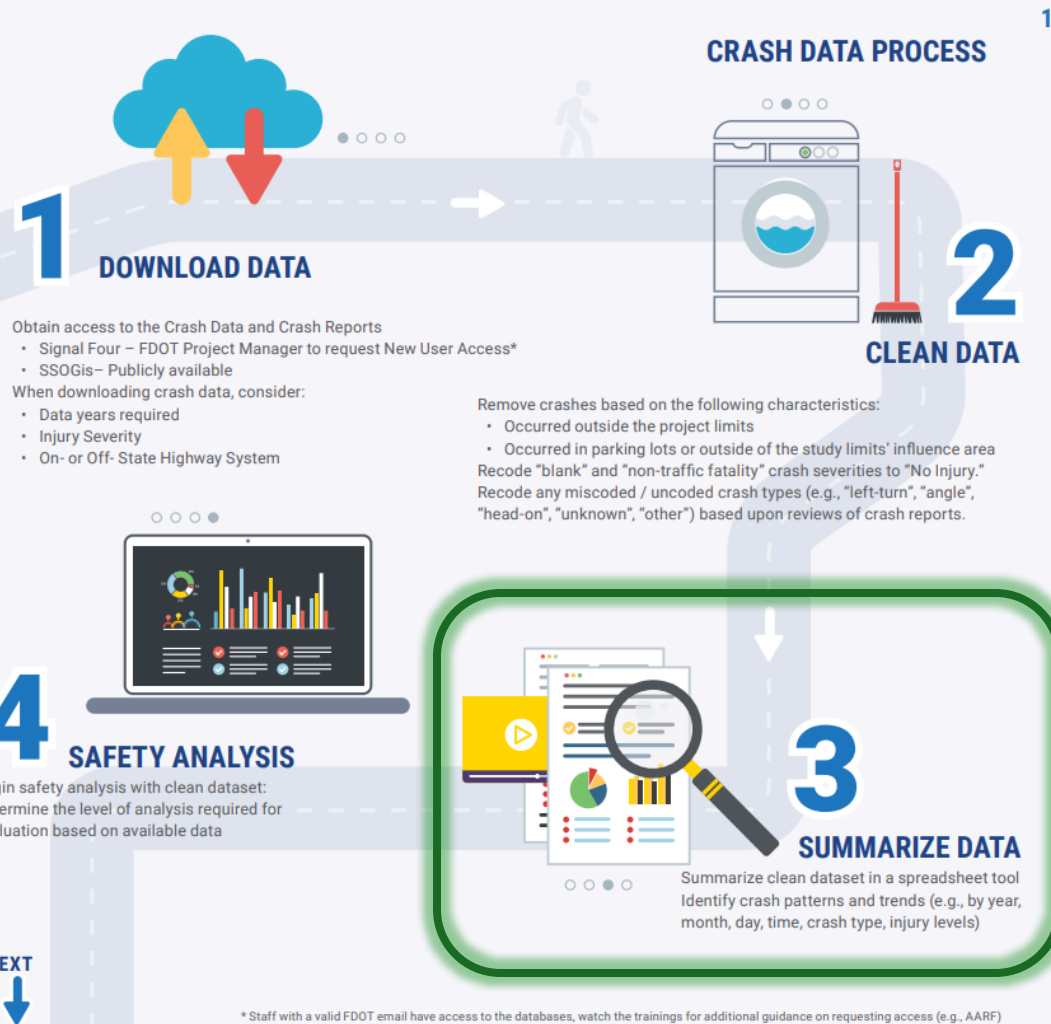 1
CRASH DATA PROCESS
1
DOWNLOAD DATA
Obtain access to the Crash Data and Crash Reports
• Signal Four – FDOT Project Manager to request New User Access*
• SSOGis– Publicly available
When downloading crash data, consider:
• Data years required
• Injury Severity
• On- or Off- State Highway System
2
CLEAN DATA
Remove crashes based on the following characteristics:
• Occurred outside the project limits
• Occurred in parking lots or outside of the study limits' influence area
Recode “blank” and “non-traffic fatality” crash severities to “No Injury.”
Recode any miscoded / uncoded crash types (e.g., “left-turn”, “angle”,
“head-on”, “unknown”, “other”) based upon reviews of crash reports.
3
SUMMARIZE DATA
Summarize clean dataset in a spreadsheet tool
Identify crash patterns and trends (e.g., by year,
month, day, time, crash type, injury levels)
4
SAFETY ANALYSIS
gin safety analysis with clean dataset:
ermine the level of analysis required for
luation based on available data
EXT
* Staff with a valid FDOT email have access to the databases, watch the trainings for additional guidance on requesting access (e.g., AARF)